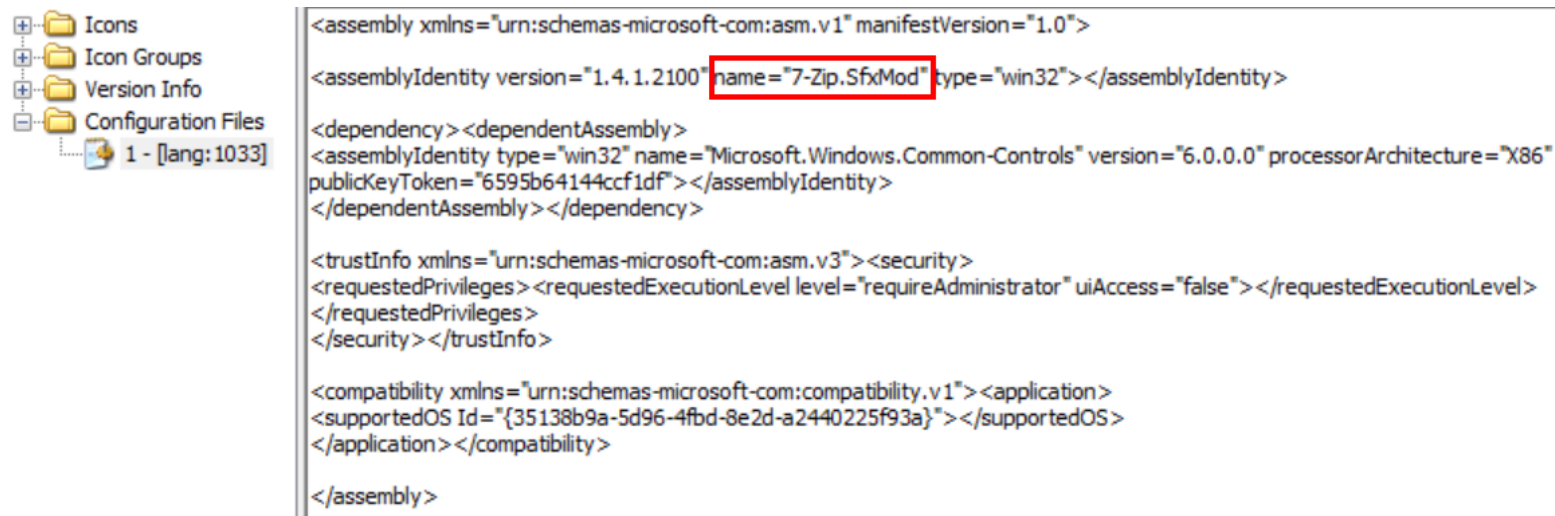 Icons
Icon Groups
Version Info
Configuration Files
1 - [lang:1033]
<assembly xmlns="urn:schemas-microsoft-com:asm.v1" manifestVersion="1.0">
<assemblyIdentity version="1.4.1.2100" name="7-Zip.SfxMod" type="win32"></assemblyIdentity>
<dependency><dependentAssembly>
<assemblyIdentity type="win32" name="Microsoft.Windows.Common-Controls" version="6.0.0.0" processorArchitecture="X86"
publicKeyToken="6595b64144ccf1df"></assemblyIdentity>
</dependentAssembly></dependency>
<trustInfo xmlns="urn:schemas-microsoft-com:asm.v3"><security>
<requestedPrivileges><requestedExecutionLevel level="requireAdministrator" uiAccess="false"></requestedExecutionLevel>
</requestedPrivileges>
</security></trustInfo>
<compatibility xmlns="urn:schemas-microsoft-com:compatibility.v1"><application>
<supportedOS Id="{35138b9a-5d96-4fbd-8e2d-a2440225f93a}"></supportedOS>
</application></compatibility>
</assembly>